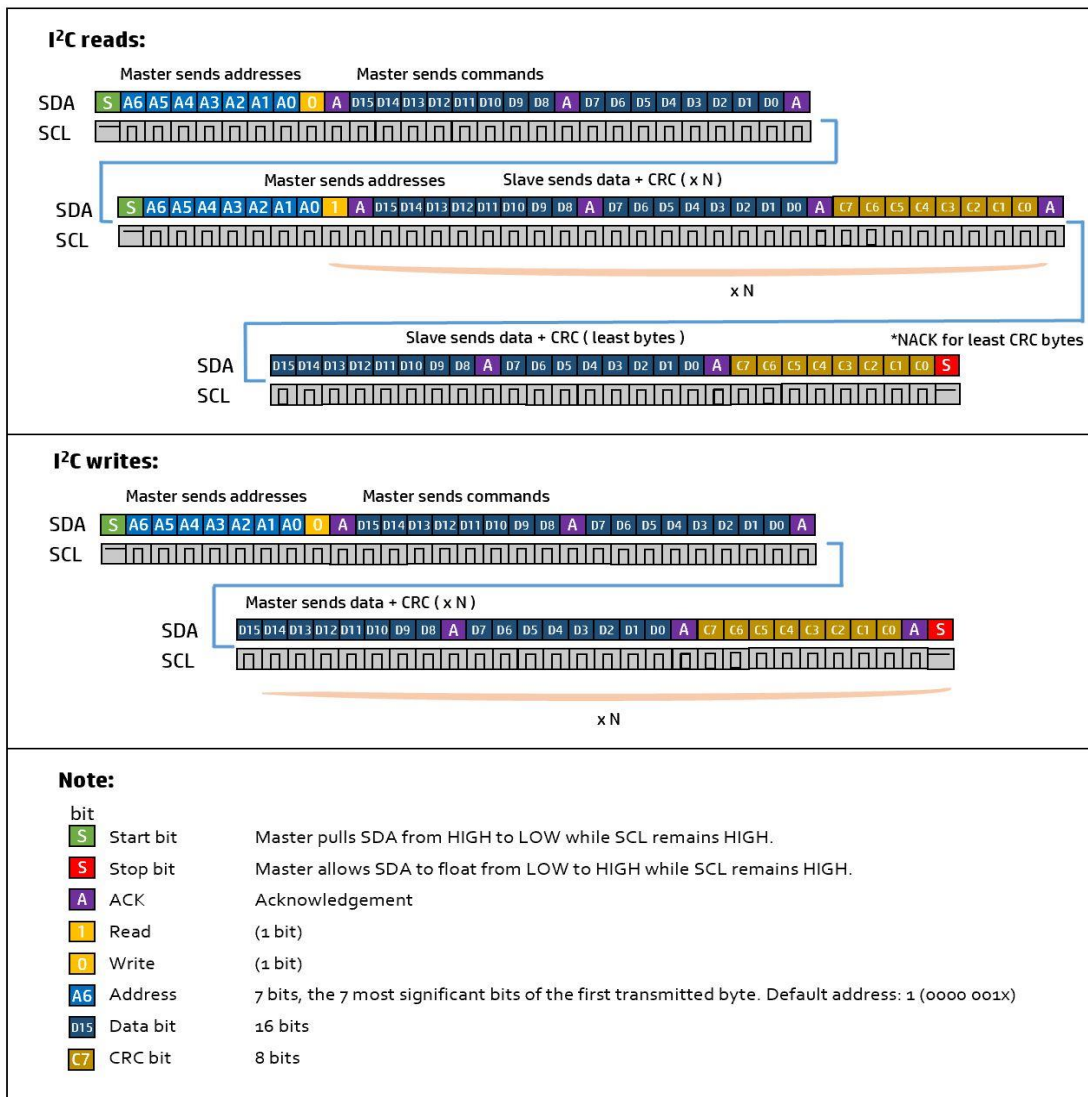 I²C reads:
Master sends addresses Master sends commands
SDA S A6 A5 A4 A3 A2 A1 A0 0 A D15 D14 D13 D12 D11 D10 D9 D8 A D7 D6 D5 D4 D3 D2 D1 D0 A
SCL
Master sends addresses Slave sends data + CRC ( x N )
SDA S A6 A5 A4 A3 A2 A1 A0 1 A D15 D14 D13 D12 D11 D10 D9 D8 A D7 D6 D5 D4 D3 D2 D1 D0 A C7 C6 C5 C4 C3 C2 C1 C0 A
SCL
x N
Slave sends data + CRC ( least bytes ) *NACK for least CRC bytes
SDA D15 D14 D13 D12 D11 D10 D9 D8 A D7 D6 D5 D4 D3 D2 D1 D0 A C7 C6 C5 C4 C3 C2 C1 C0 S
SCL
I²C writes:
Master sends addresses Master sends commands
SDA S A6 A5 A4 A3 A2 A1 A0 0 A D15 D14 D13 D12 D11 D10 D9 D8 A D7 D6 D5 D4 D3 D2 D1 D0 A
SCL
Master sends data + CRC ( x N )
SDA D15 D14 D13 D12 D11 D10 D9 D8 A D7 D6 D5 D4 D3 D2 D1 D0 A C7 C6 C5 C4 C3 C2 C1 C0 A S
SCL
x N
Note:
bit
S Start bit Master pulls SDA from HIGH to LOW while SCL remains HIGH.
S Stop bit Master allows SDA to float from LOW to HIGH while SCL remains HIGH.
A ACK Acknowledgement
1 Read (1 bit)
0 Write (1 bit)
A6 Address 7 bits, the 7 most significant bits of the first transmitted byte. Default address: 1 (0000 001x)
D15 Data bit 16 bits
C7 CRC bit 8 bits